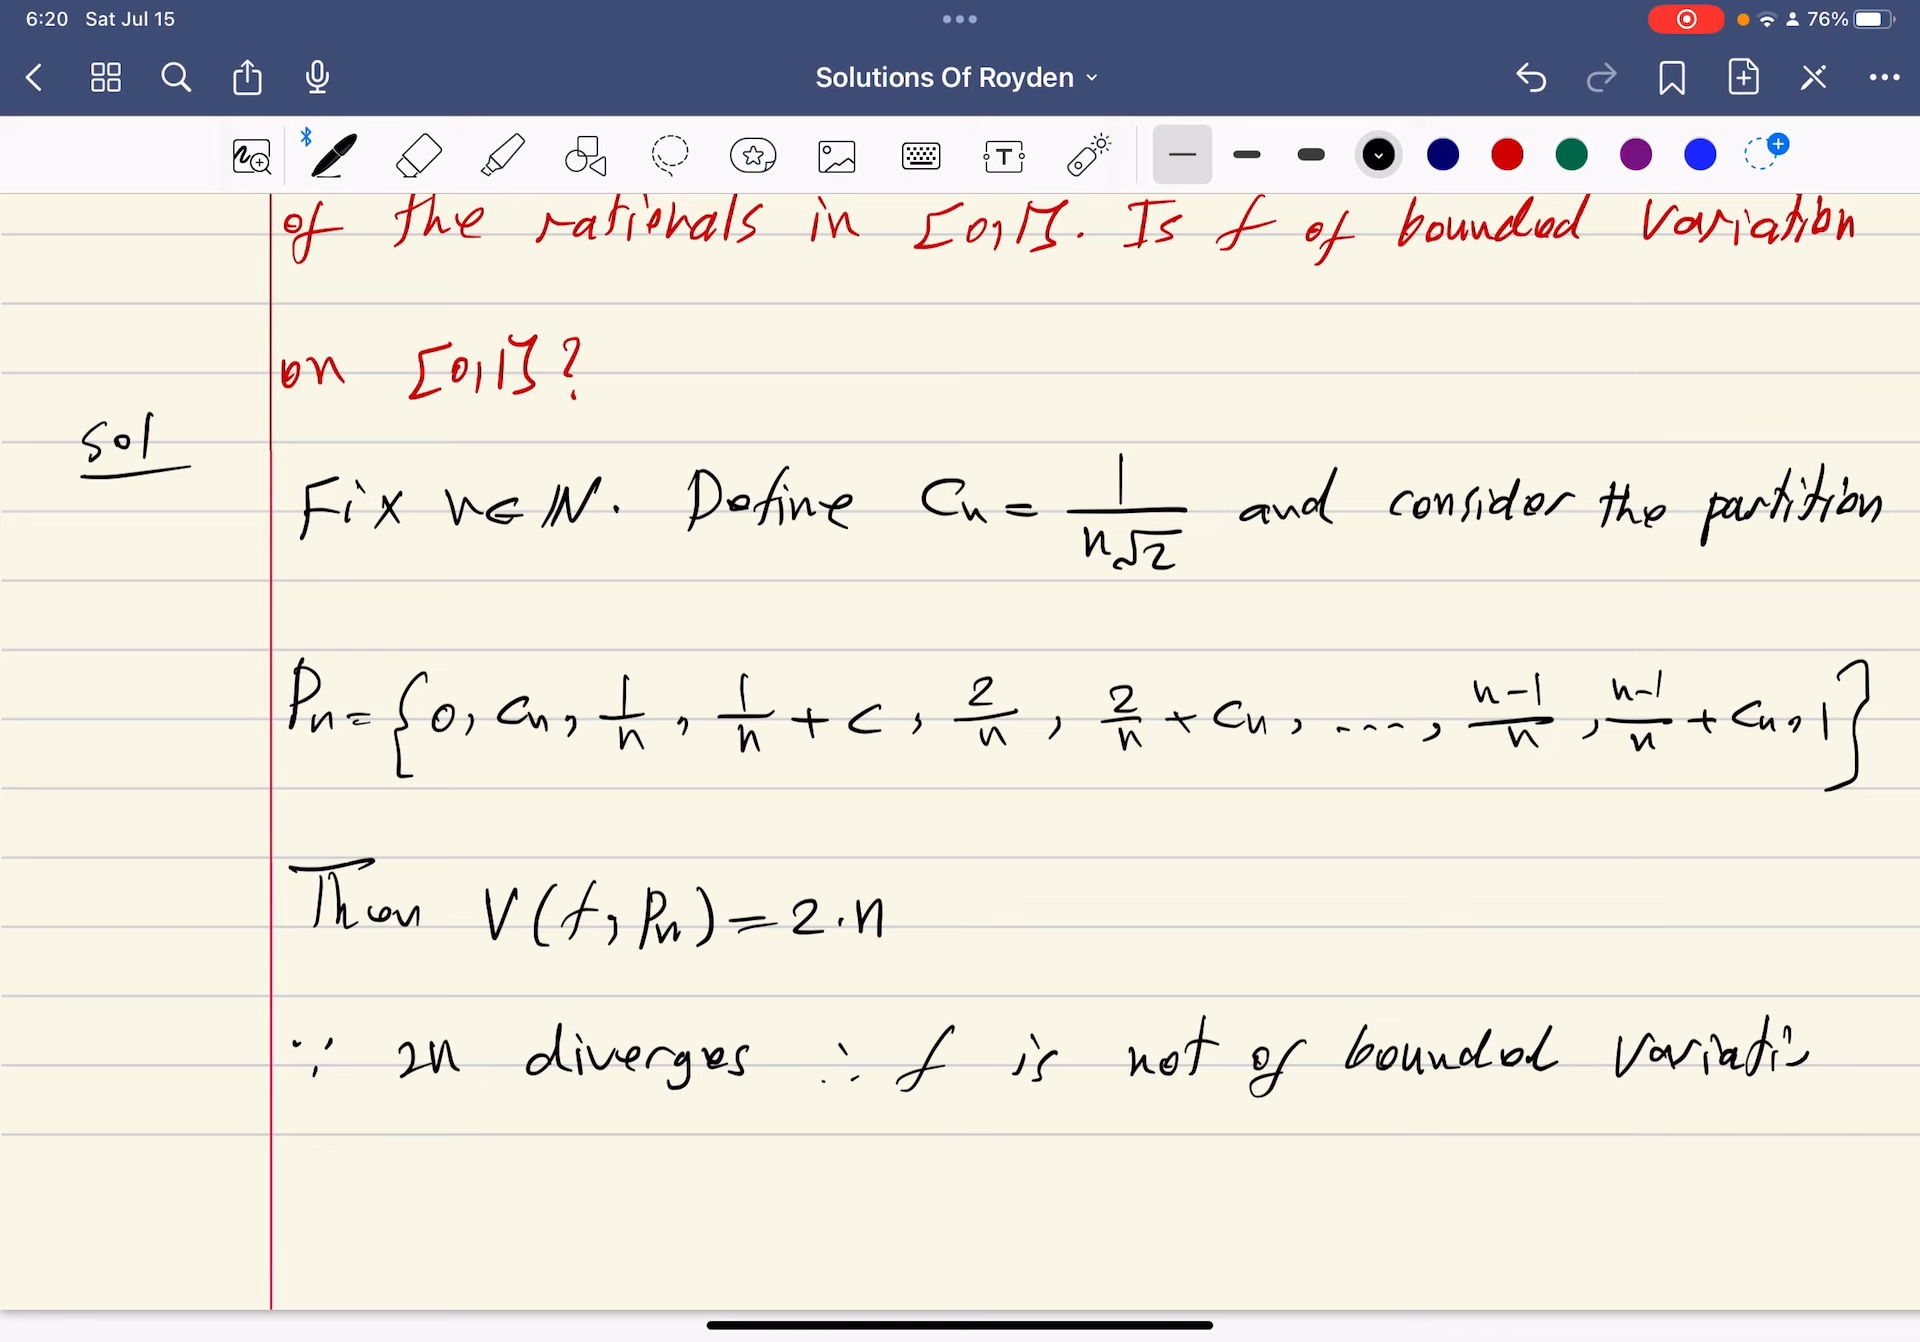 6:20 Sat Jul 15 76%
Solutions Of Royden
of the rationals in [0,1]. Is f of bounded variation
on [0,1]?
Sol
Fix n∈ℕ. Define Cn = 1/(n√2) and consider the partition
Pn = {0, Cn, 1/n, 1/n + C, 2/n, 2/n + Cn, ..., (n-1)/n, (n-1)/n + Cn, 1}
Then V(f, Pn) = 2·n
∵ 2n diverges ∴ f is not of bounded variati